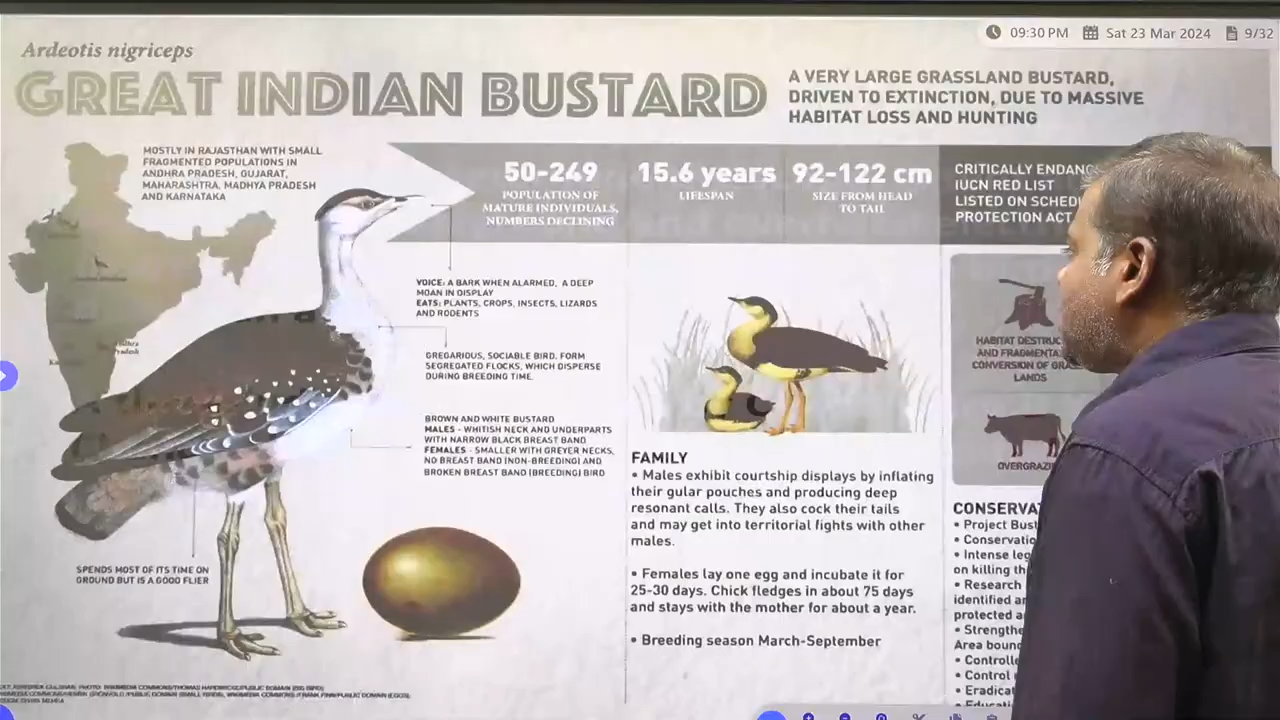 09:30 PM Sat 23 Mar 2024 9/32
Ardeotis nigriceps
GREAT INDIAN BUSTARD
A VERY LARGE GRASSLAND BUSTARD,
DRIVEN TO EXTINCTION, DUE TO MASSIVE
HABITAT LOSS AND HUNTING
MOSTLY IN RAJASTHAN WITH SMALL
FRAGMENTED POPULATIONS IN
ANDHRA PRADESH, GUJARAT,
MAHARASHTRA, MADHYA PRADESH
AND KARNATAKA
50-249
POPULATION OF
MATURE INDIVIDUALS,
NUMBERS DECLINING
15.6 years
LIFESPAN
92-122 cm
SIZE FROM HEAD
TO TAIL
CRITICALLY ENDANG
IUCN RED LIST
LISTED ON SCHED
PROTECTION ACT
VOICE: A BARK WHEN ALARMED, A DEEP
MOAN IN DISPLAY
EATS: PLANTS, CROPS, INSECTS, LIZARDS
AND RODENTS
GREGARIOUS, SOCIABLE BIRD. FORM
SEGREGATED FLOCKS, WHICH DISPERSE
DURING BREEDING TIME.
BROWN AND WHITE BUSTARD
MALES - WHITISH NECK AND UNDERPARTS
WITH NARROW BLACK BREAST BAND
FEMALES - SMALLER WITH GREYER NECKS,
NO BREAST BAND (NON-BREEDING) AND
BROKEN BREAST BAND (BREEDING) BIRD
SPENDS MOST OF ITS TIME ON
GROUND BUT IS A GOOD FLIER
FAMILY
• Males exhibit courtship displays by inflating
their gular pouches and producing deep
resonant calls. They also cock their tails
and may get into territorial fights with other
males.
• Females lay one egg and incubate it for
25-30 days. Chick fledges in about 75 days
and stays with the mother for about a year.
• Breeding season March-September
HABITAT DESTRUC
AND FRAGMENTA
CONVERSION OF GRA
LANDS
OVERGRAZI
CONSERVA
• Project Bust
• Conservatio
• Intense leg
on killing th
• Research
identified ar
protected a
• Strengthe
Area bound
• Controlle
• Control
• Eradicat
• Educati